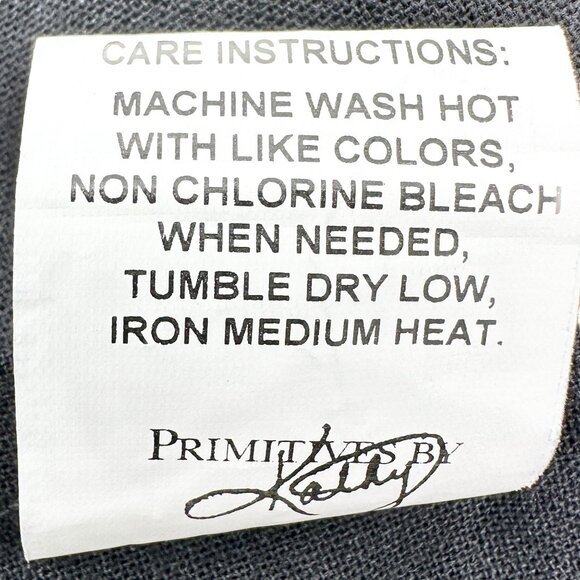 CARE INSTRUCTIONS:
MACHINE WASH HOT
WITH LIKE COLORS,
NON CHLORINE BLEACH
WHEN NEEDED,
TUMBLE DRY LOW,
IRON MEDIUM HEAT.
PRIMITIVES BY
Kathy